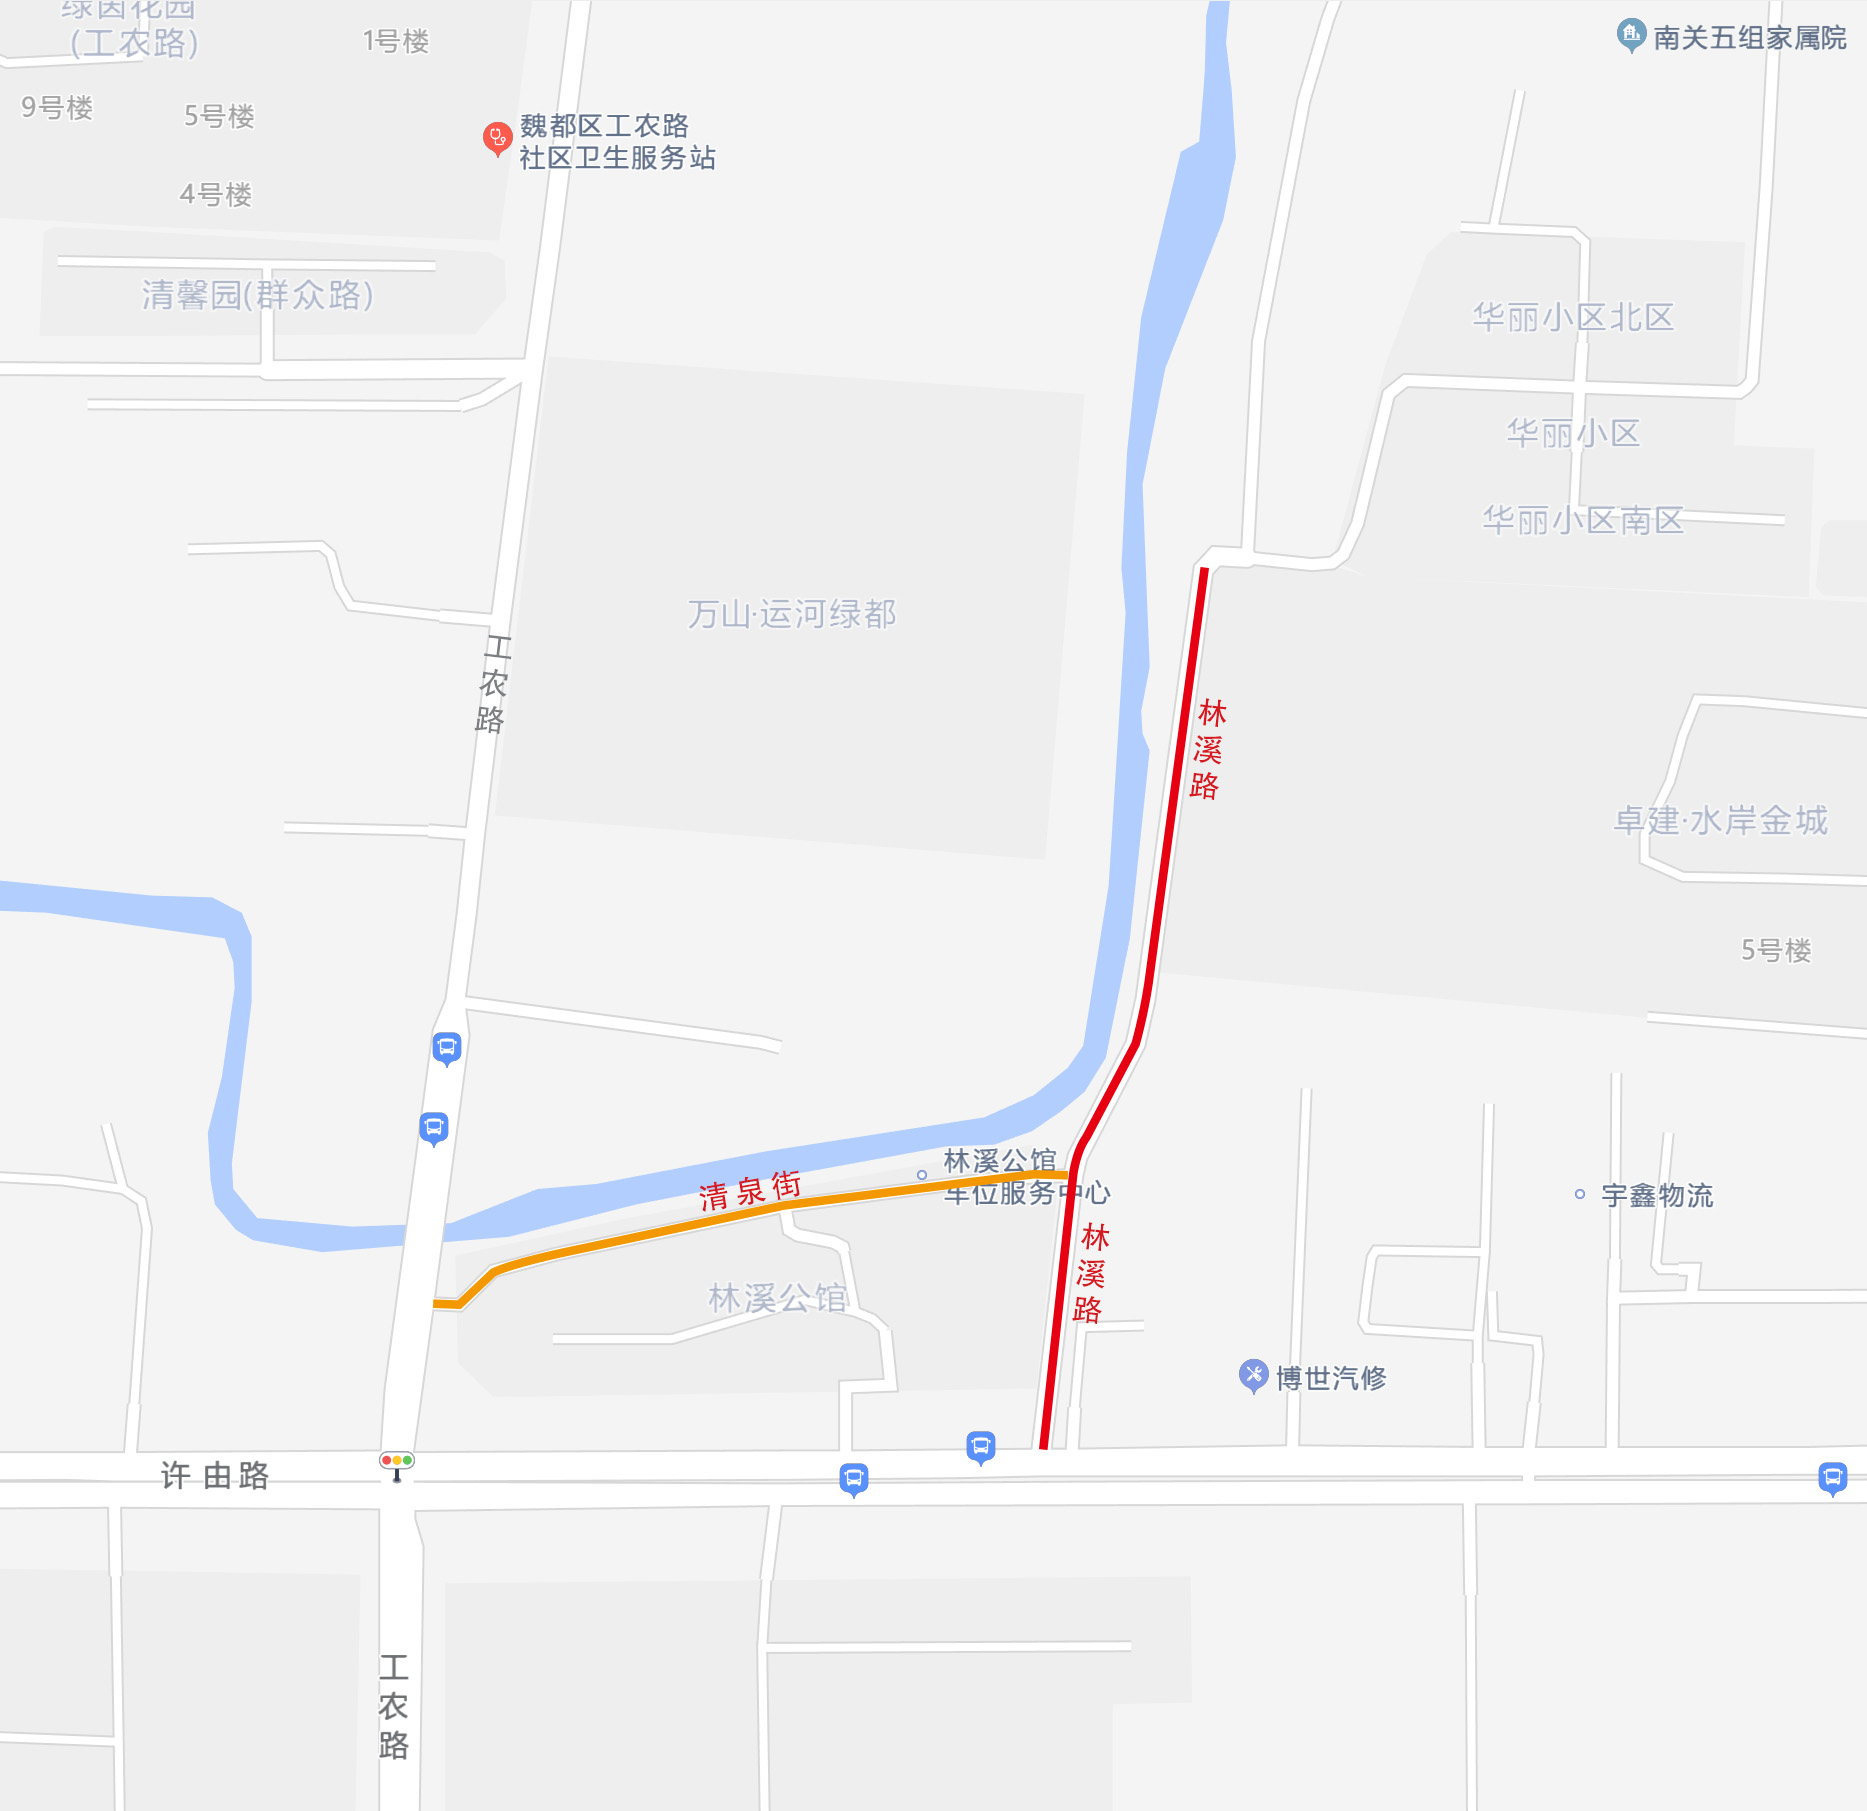 绿茵花园
(工农路)
1号楼
南关五组家属院
9号楼
5号楼
魏都区工农路
社区卫生服务站
4号楼
清馨园(群众路)
华丽小区北区
华丽小区
华丽小区南区
万山·运河绿都
工农路
林溪路
卓建·水岸金城
5号楼
林溪公馆
车位服务中心
清泉街
宇鑫物流
林溪路
林溪公馆
博世汽修
许由路
工农路